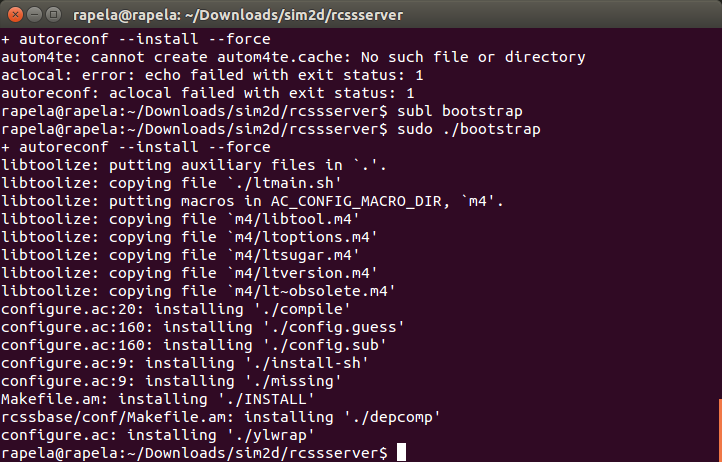 rapela@rapela: ~/Downloads/sim2d/rcssserver
+ autoreconf --install --force
autom4te: cannot create autom4te.cache: No such file or directory
aclocal: error: echo failed with exit status: 1
autoreconf: aclocal failed with exit status: 1
rapela@rapela:~/Downloads/sim2d/rcssserver$ subl bootstrap
rapela@rapela:~/Downloads/sim2d/rcssserver$ sudo ./bootstrap
+ autoreconf --install --force
libtoolize: putting auxiliary files in `.'.
libtoolize: copying file `./ltmain.sh'
libtoolize: putting macros in AC_CONFIG_MACRO_DIR, `m4'.
libtoolize: copying file `m4/libtool.m4'
libtoolize: copying file `m4/ltoptions.m4'
libtoolize: copying file `m4/ltsugar.m4'
libtoolize: copying file `m4/ltversion.m4'
libtoolize: copying file `m4/lt~obsolete.m4'
configure.ac:20: installing './compile'
configure.ac:160: installing './config.guess'
configure.ac:160: installing './config.sub'
configure.ac:9: installing './install-sh'
configure.ac:9: installing './missing'
Makefile.am: installing './INSTALL'
rcssbase/conf/Makefile.am: installing './depcomp'
configure.ac: installing './ylwrap'
rapela@rapela:~/Downloads/sim2d/rcssserver$